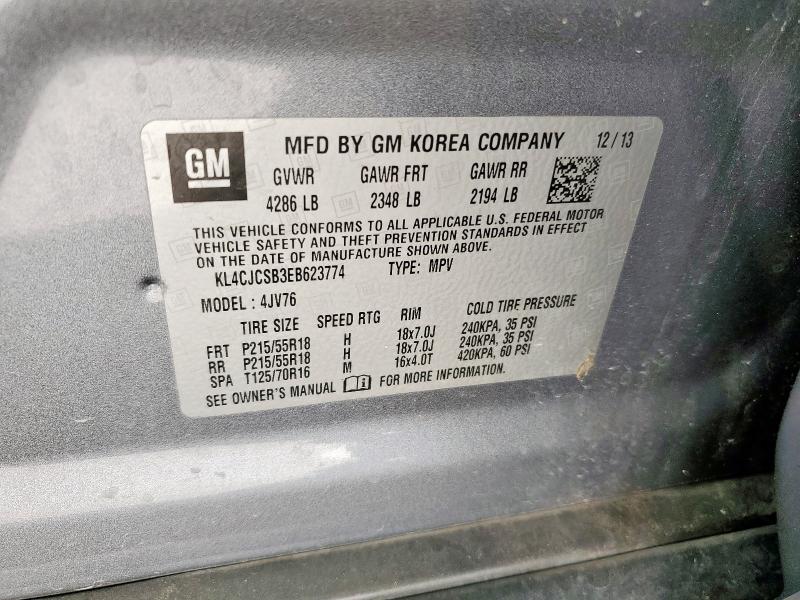 GM
MFD BY GM KOREA COMPANY 12/13
GVWR GAWR FRT GAWR RR
4286 LB 2348 LB 2194 LB
THIS VEHICLE CONFORMS TO ALL APPLICABLE U.S. FEDERAL MOTOR
VEHICLE SAFETY AND THEFT PREVENTION STANDARDS IN EFFECT
ON THE DATE OF MANUFACTURE SHOWN ABOVE.
KL4CJCSB3EB623774 TYPE: MPV
MODEL : 4JV76
TIRE SIZE SPEED RTG RIM COLD TIRE PRESSURE
FRT P215/55R18 H 18x7.0J 240KPA, 35 PSI
RR P215/55R18 H 18x7.0J 240KPA, 35 PSI
SPA T125/70R16 M 16x4.0T 420KPA, 60 PSI
SEE OWNER'S MANUAL FOR MORE INFORMATION.